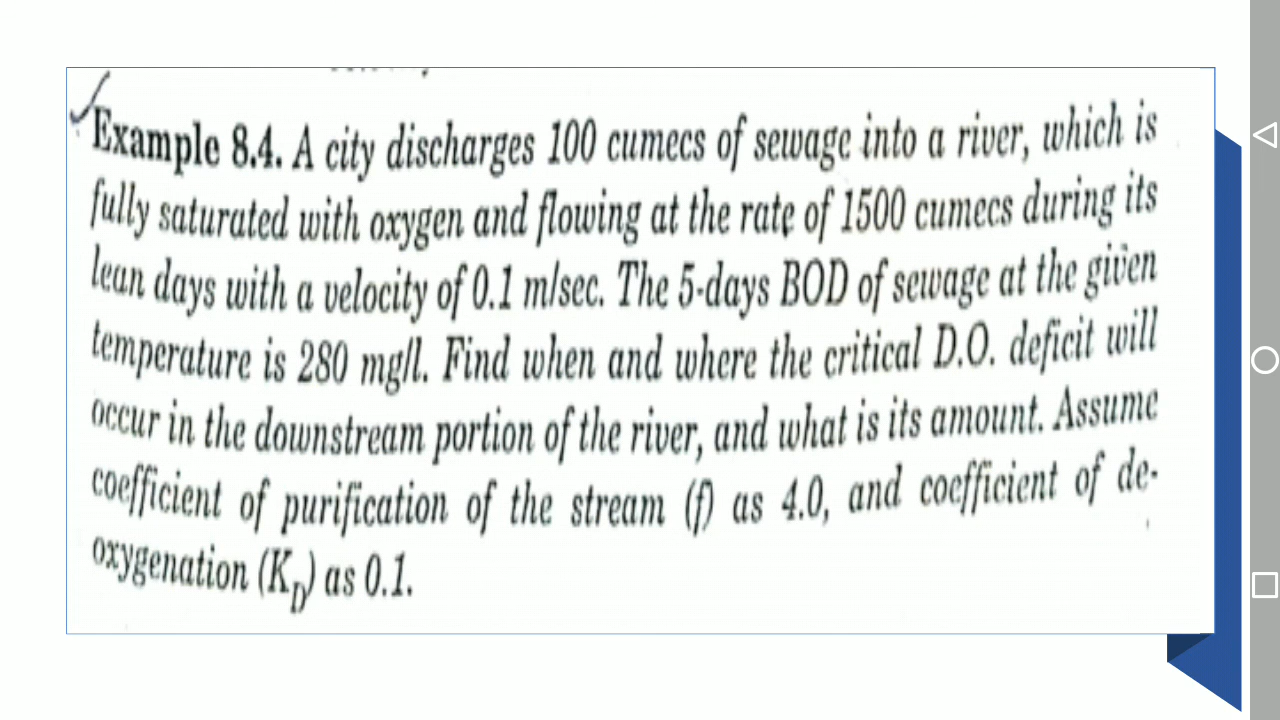 Example 8.4. A city discharges 100 cumecs of sewage into a river, which is
fully saturated with oxygen and flowing at the rate of 1500 cumecs during its
lean days with a velocity of 0.1 m/sec. The 5-days BOD of sewage at the given
temperature is 280 mg/l. Find when and where the critical D.O. deficit will
occur in the downstream portion of the river, and what is its amount. Assume
coefficient of purification of the stream (f) as 4.0, and coefficient of de-
oxygenation (K_D) as 0.1.